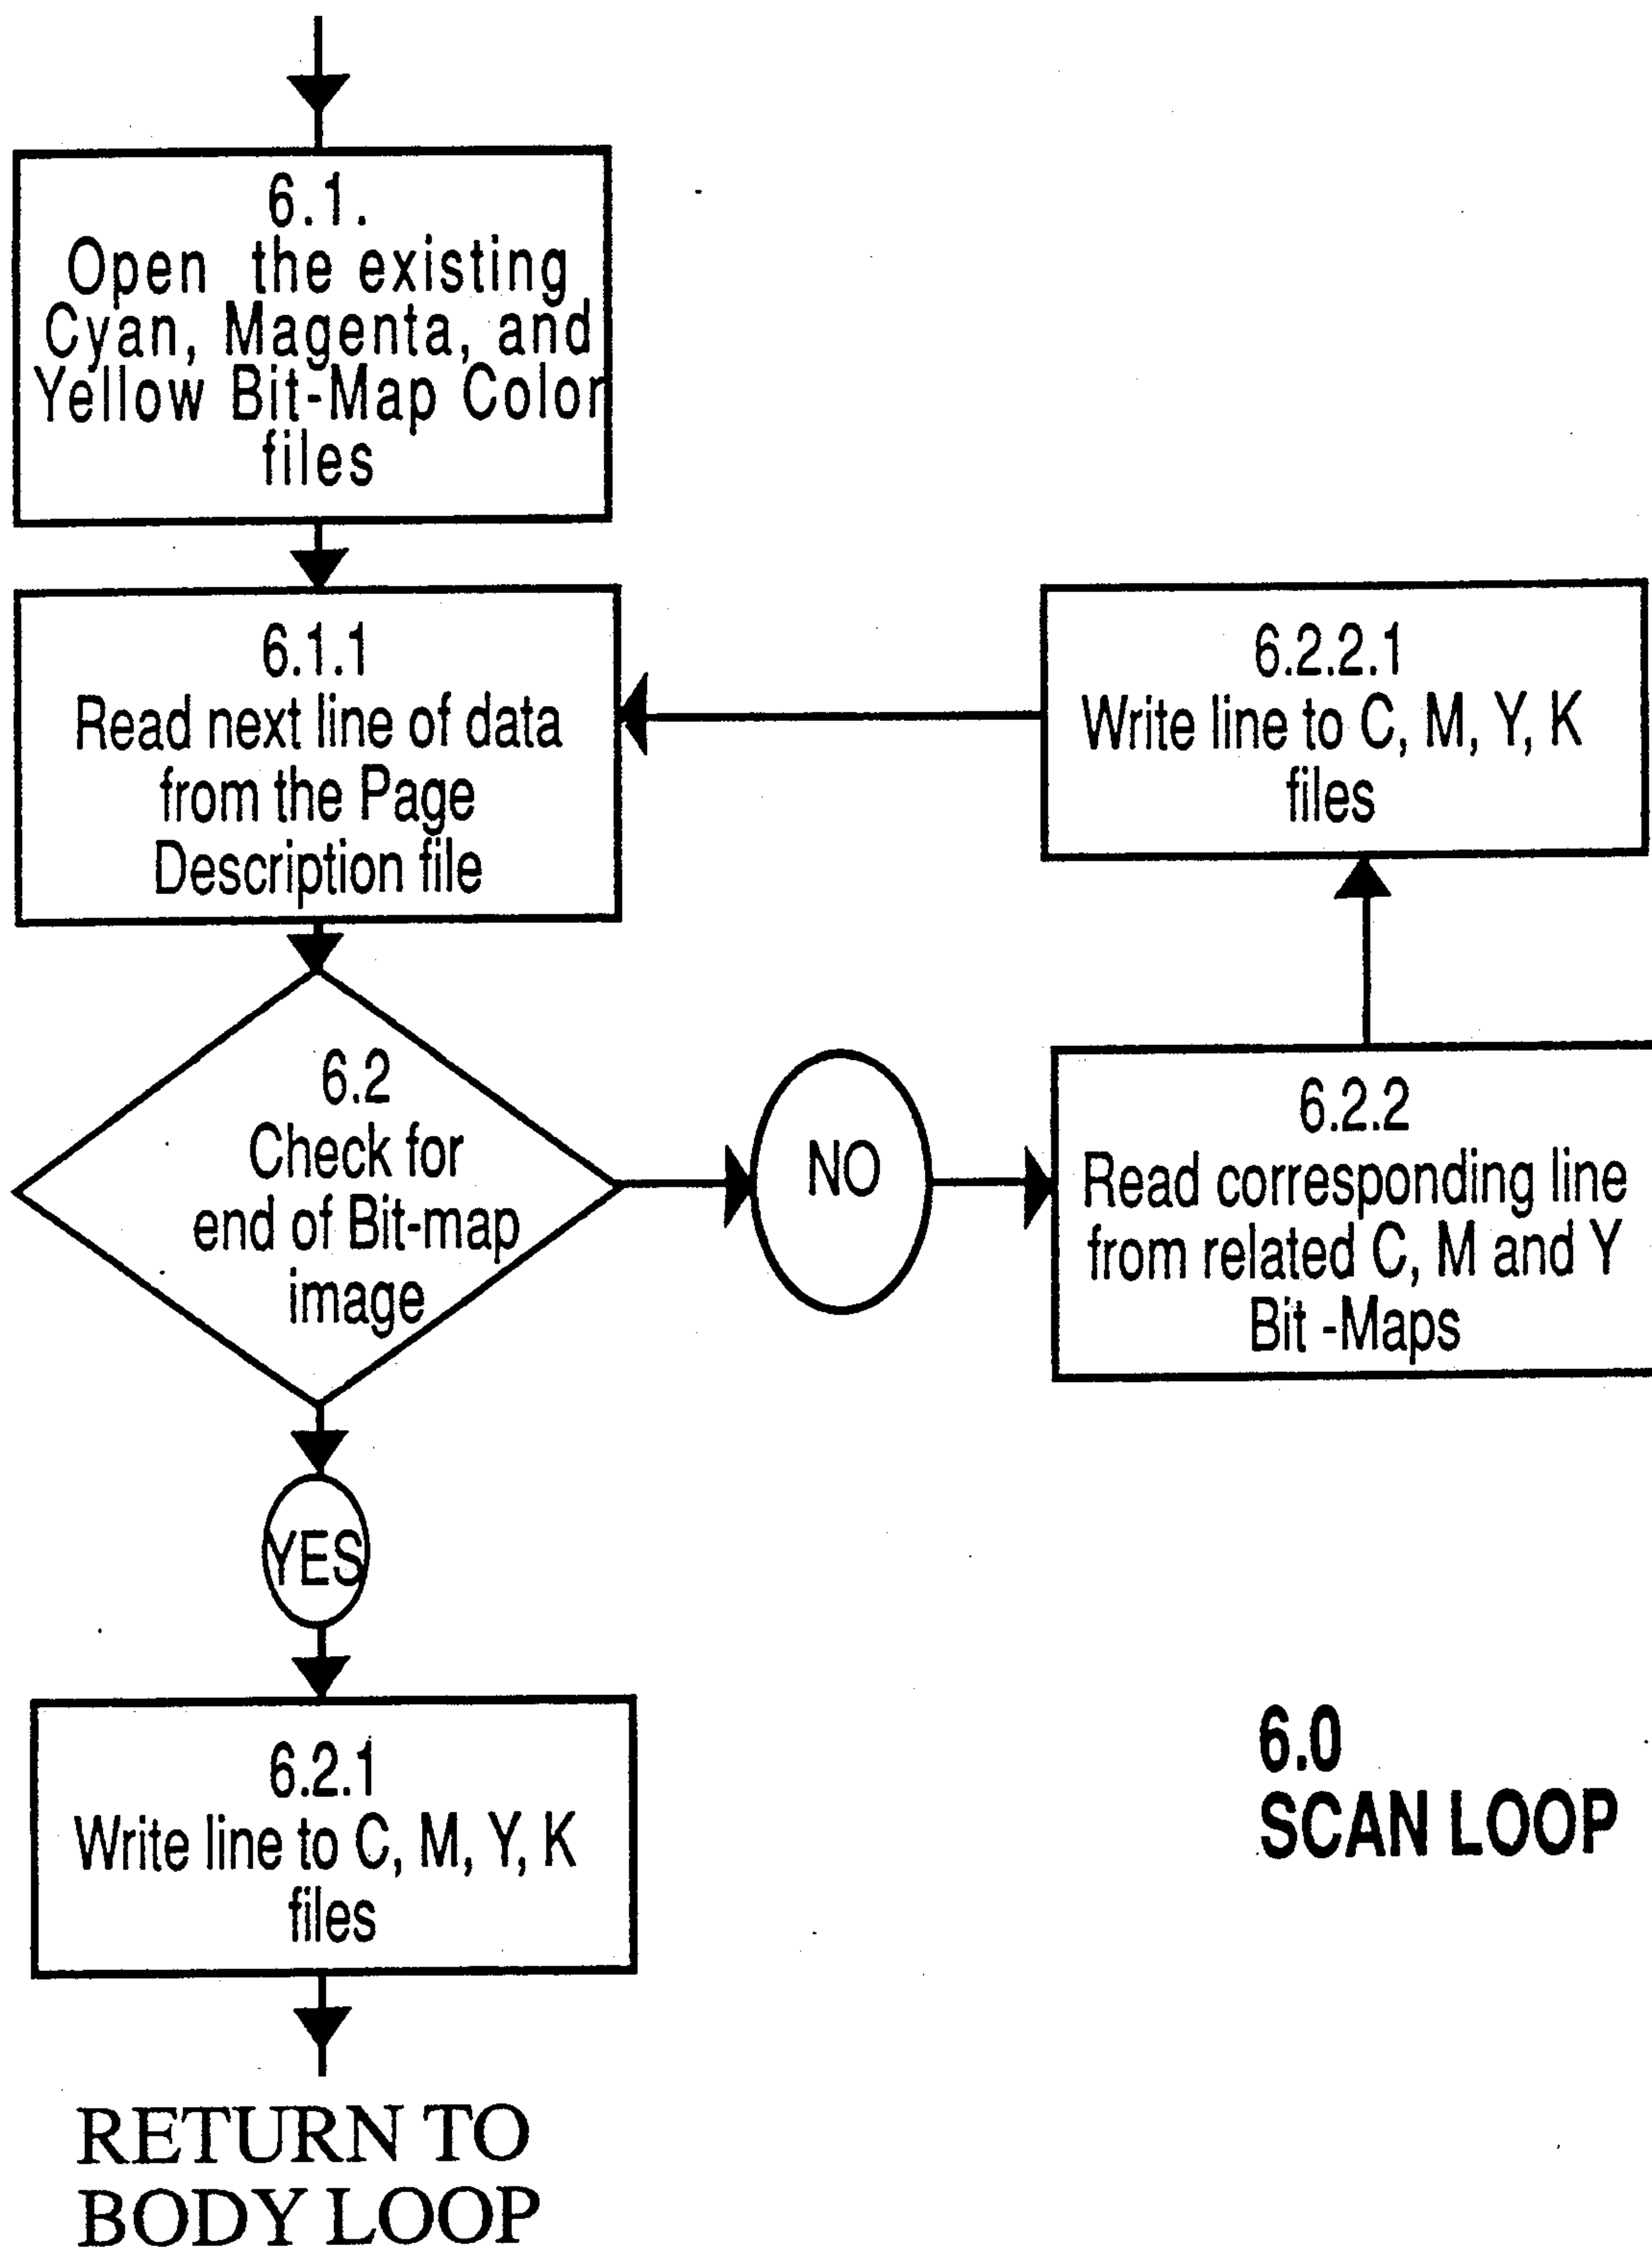 6.1.
Open the existing
Cyan, Magenta, and
Yellow Bit-Map Color
files
6.1.1
Read next line of data
from the Page
Description file
6.2.2.1
Write line to C, M, Y, K
files
6.2
Check for
end of Bit-map
image
NO
6.2.2
Read corresponding line
from related C, M and Y
Bit -Maps
YES
6.2.1
Write line to C, M, Y, K
files
6.0
SCAN LOOP
RETURN TO
BODY LOOP